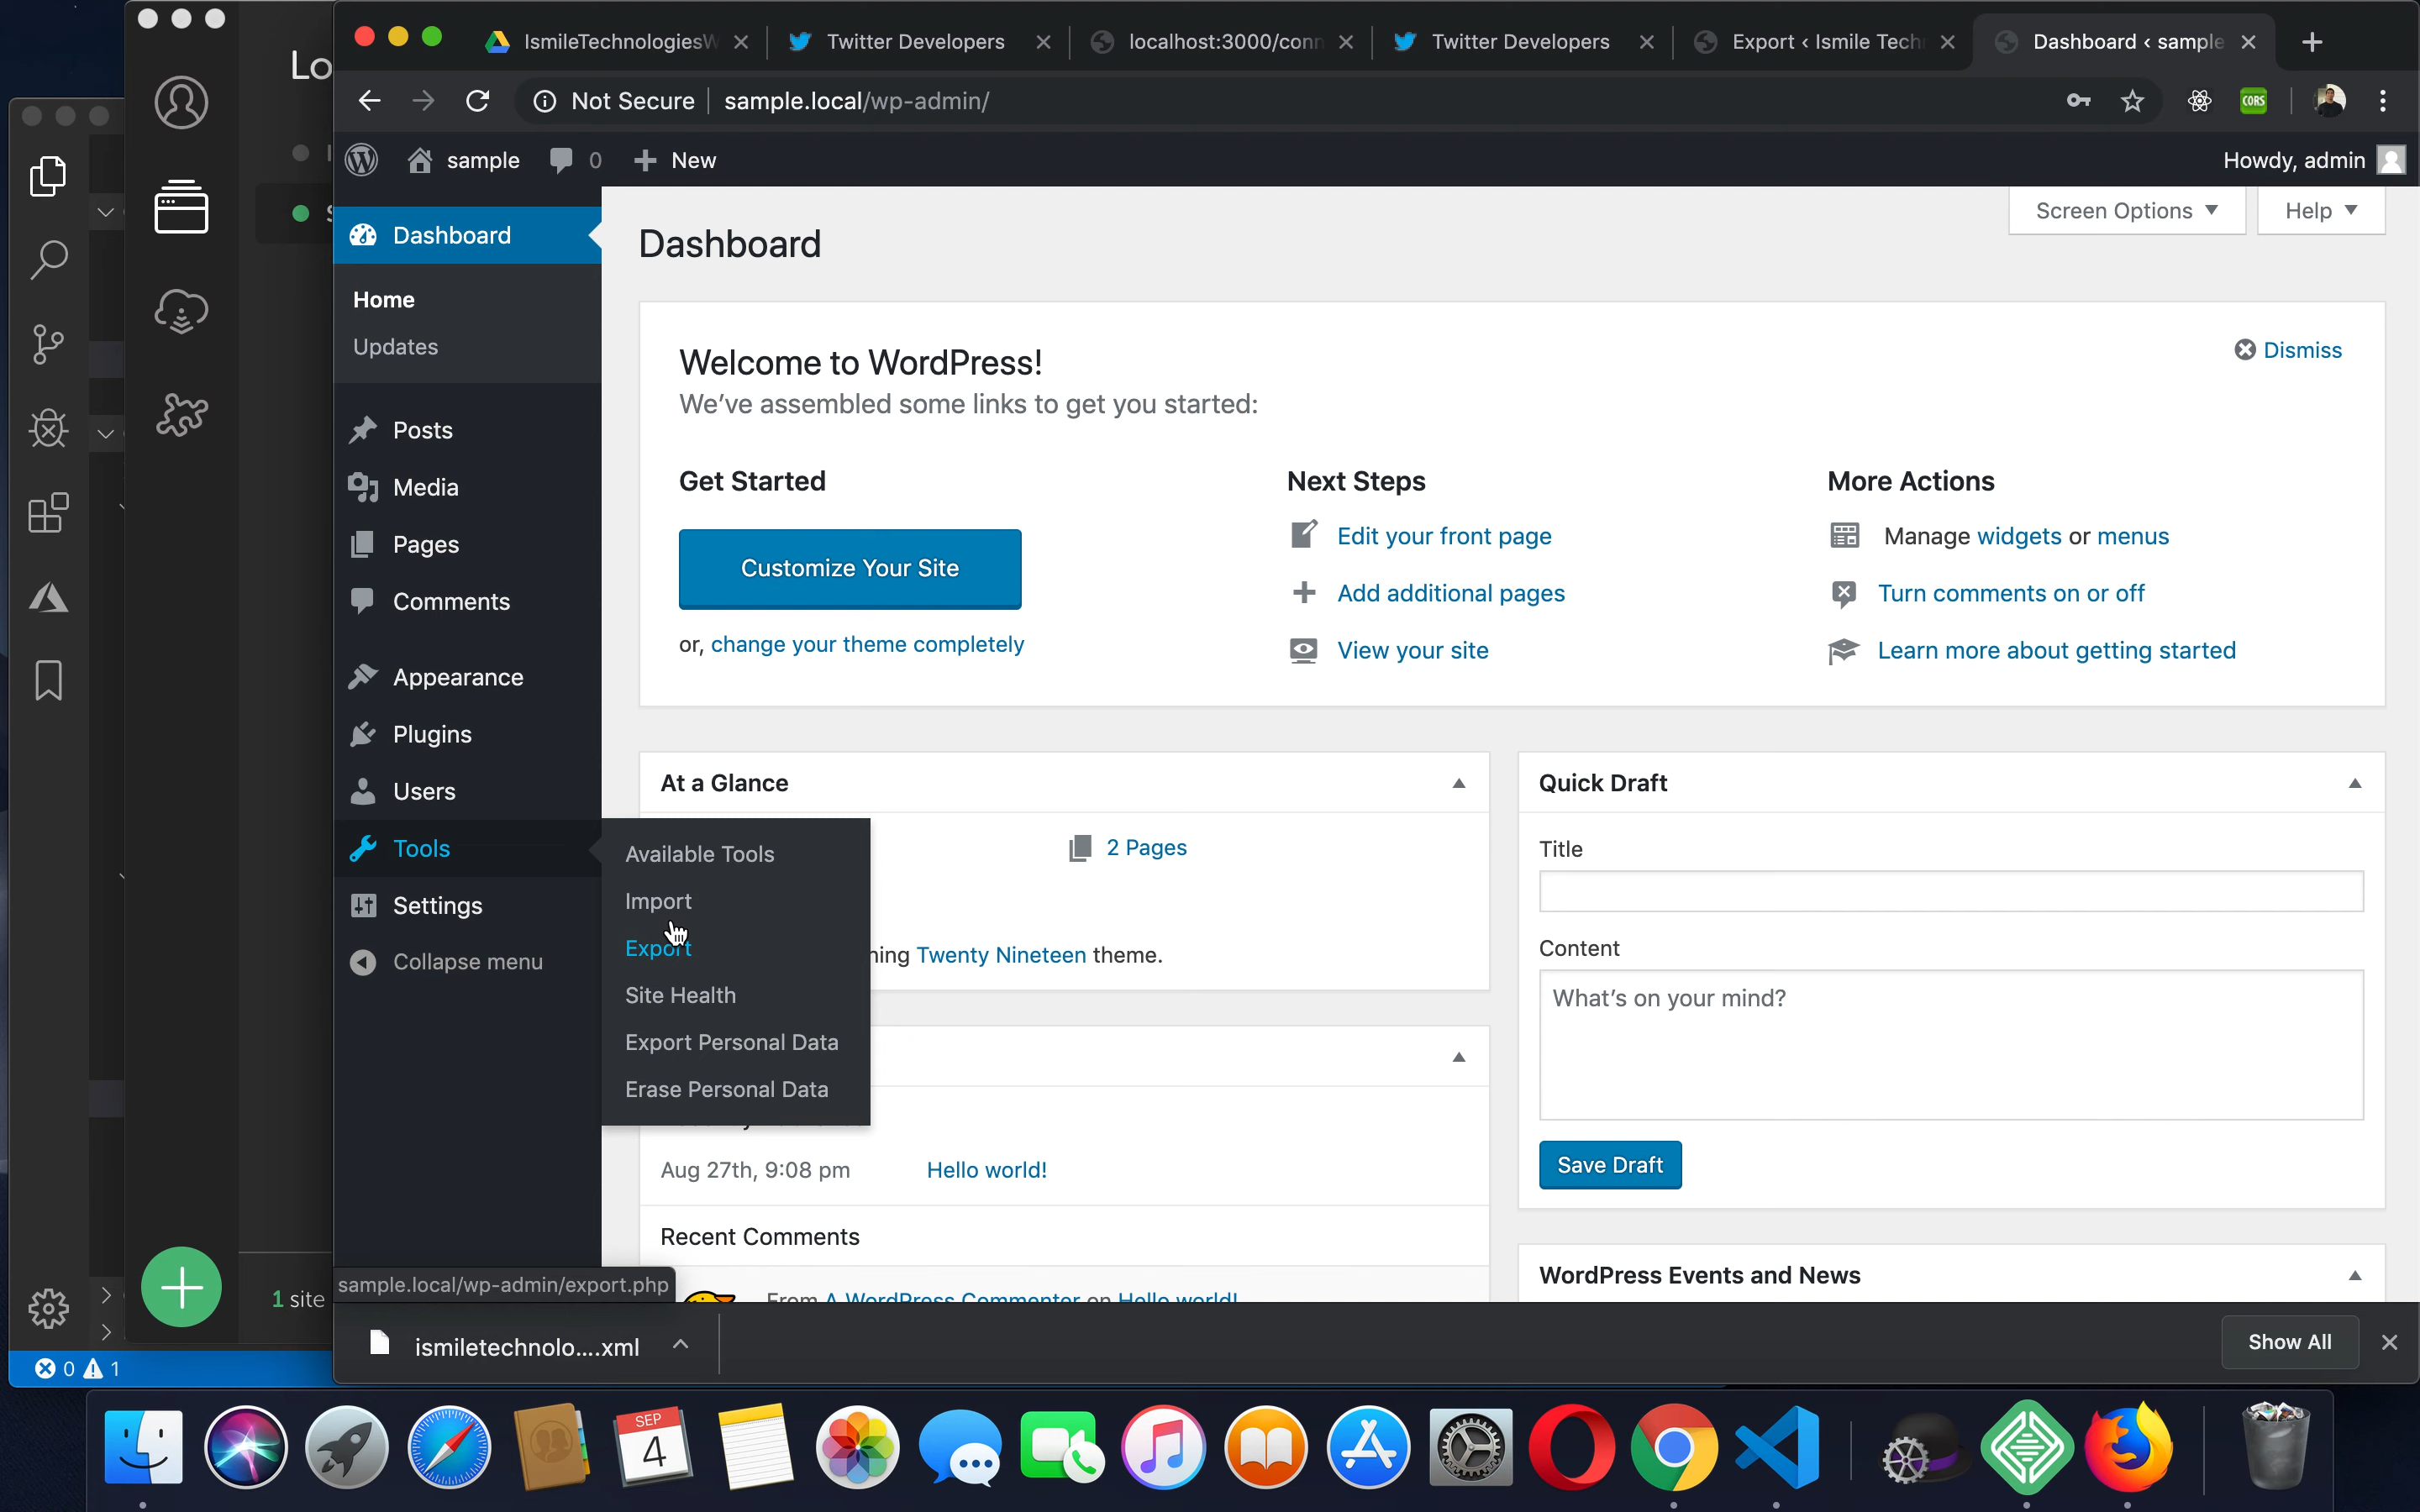 IsmileTechnologiesW
Twitter Developers
localhost:3000/conn
Twitter Developers
Export ‹ Ismile Tech
Dashboard ‹ sample
Not Secure
sample.local/wp-admin/
CORS
sample
0
New
Howdy, admin
Lo
Dashboard
Home
Updates
Posts
Media
Pages
Comments
Appearance
Plugins
Users
Tools
Settings
Collapse menu
Available Tools
Import
Export
Site Health
Export Personal Data
Erase Personal Data
Screen Options
Help
Dashboard
Welcome to WordPress!
We've assembled some links to get you started:
Dismiss
Get Started
Customize Your Site
or, change your theme completely
Next Steps
Edit your front page
Add additional pages
View your site
More Actions
Manage widgets or menus
Turn comments on or off
Learn more about getting started
At a Glance
2 Pages
ning Twenty Nineteen theme.
Aug 27th, 9:08 pm
Hello world!
Recent Comments
From A WordPress Commenter on Hello world!
Quick Draft
Title
Content
What's on your mind?
Save Draft
WordPress Events and News
1 site
sample.local/wp-admin/export.php
ismiletechnolo....xml
Show All
0
1
SEP
4